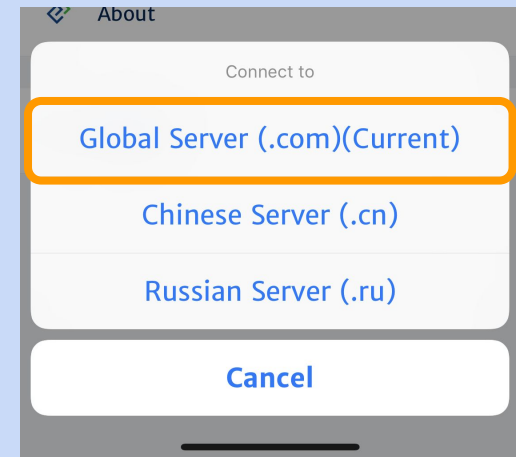 About
Connect to
Global Server (.com)(Current)
Chinese Server (.cn)
Russian Server (.ru)
Cancel